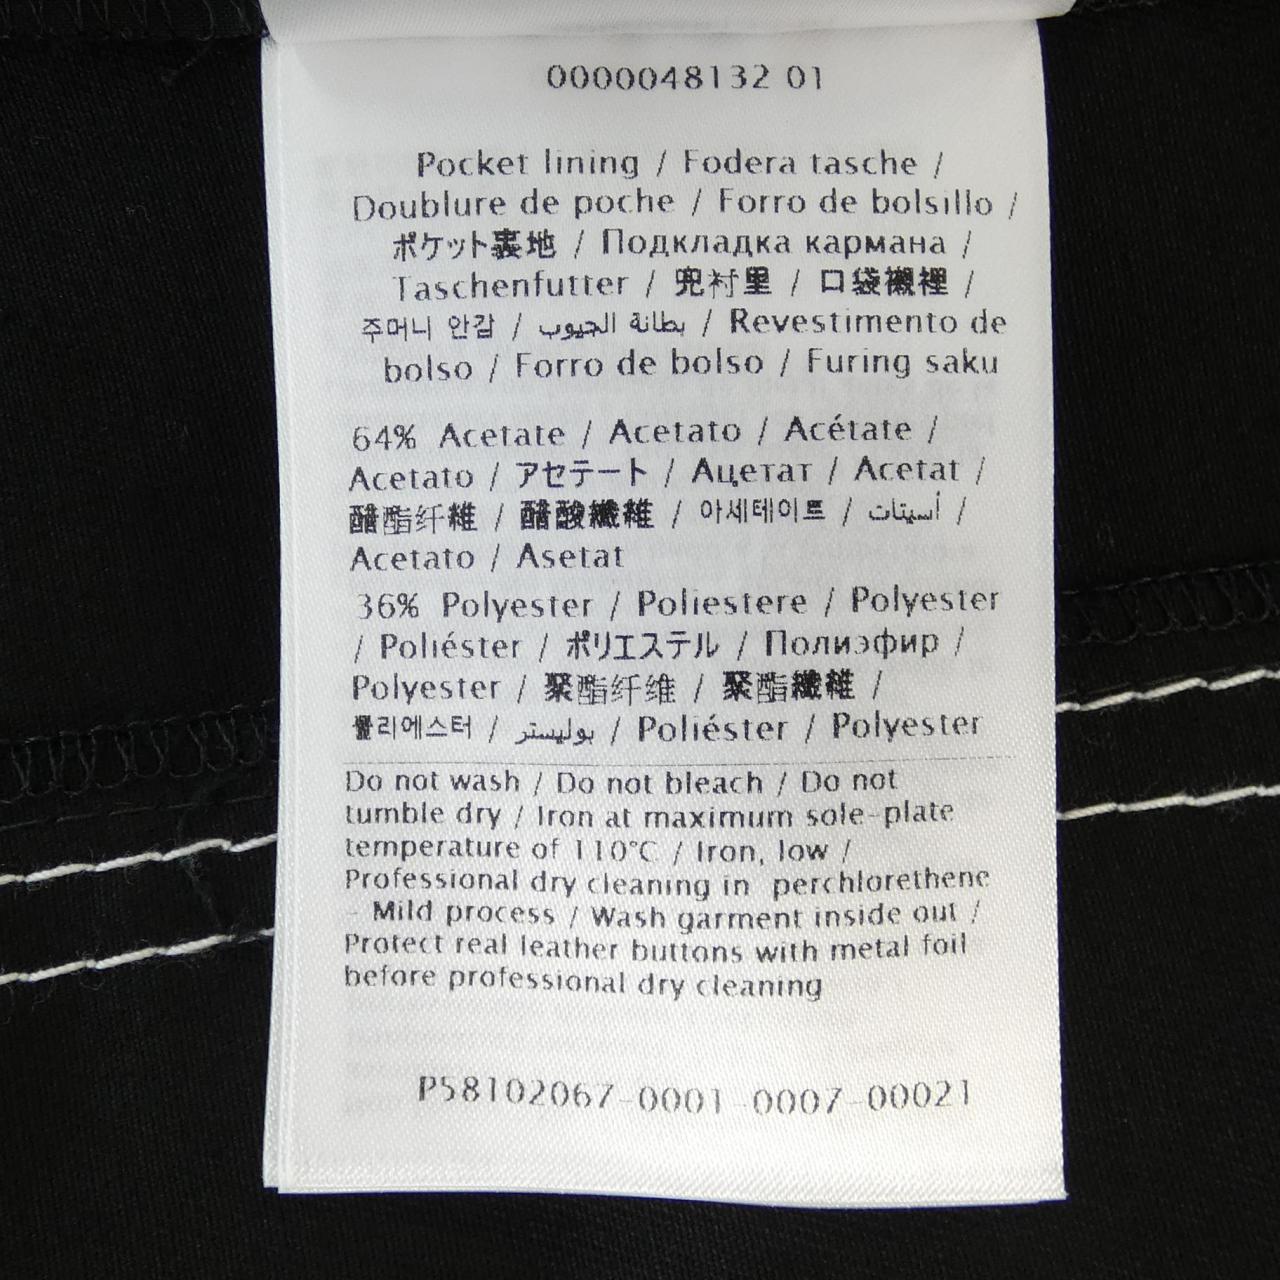 0000048132 01
Pocket lining / Fodera tasche /
Doublure de poche / Forro de bolsillo /
ポケット裏地 / Подкладка кармана /
Taschenfutter / 兜衬里 / 口袋襯裡 /
주머니 안감 / بطانة الجيوب / Revestimento de
bolso / Forro de bolso / Furing saku
64% Acetate / Acetato / Acétate /
Acetato / アセテート / Ацетат / Acetat /
醋酯纤維 / 醋酸纖維 / 아세테이트 / أسيتات /
Acetato / Asetat
36% Polyester / Poliestere / Polyester
/ Poliéster / ポリエステル / Полиэфир /
Polyester / 聚酯纤维 / 聚酯纖維 /
폴리에스터 / بوليستر / Poliéster / Polyester
Do not wash / Do not bleach / Do not
tumble dry / Iron at maximum sole-plate
temperature of 110°C / Iron, low /
Professional dry cleaning in perchlorethene
- Mild process / Wash garment inside out /
Protect real leather buttons with metal foil
before professional dry cleaning
P58102067-0001-0007-00021